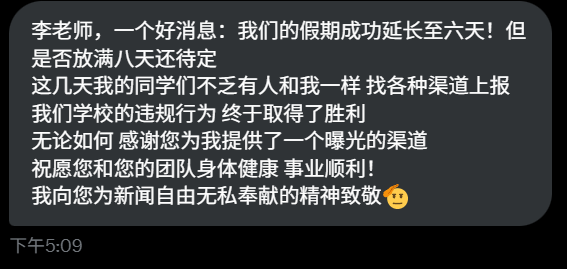 李老师，一个好消息：我们的假期成功延长至六天！但
是否放满八天还待定
这几天我的同学们不乏有人和我一样 找各种渠道上报
我们学校的违规行为 终于取得了胜利
无论如何 感谢您为我提供了一个曝光的渠道
祝愿您和您的团队身体健康 事业顺利！
我向您为新闻自由无私奉献的精神致敬🫡
下午5:09